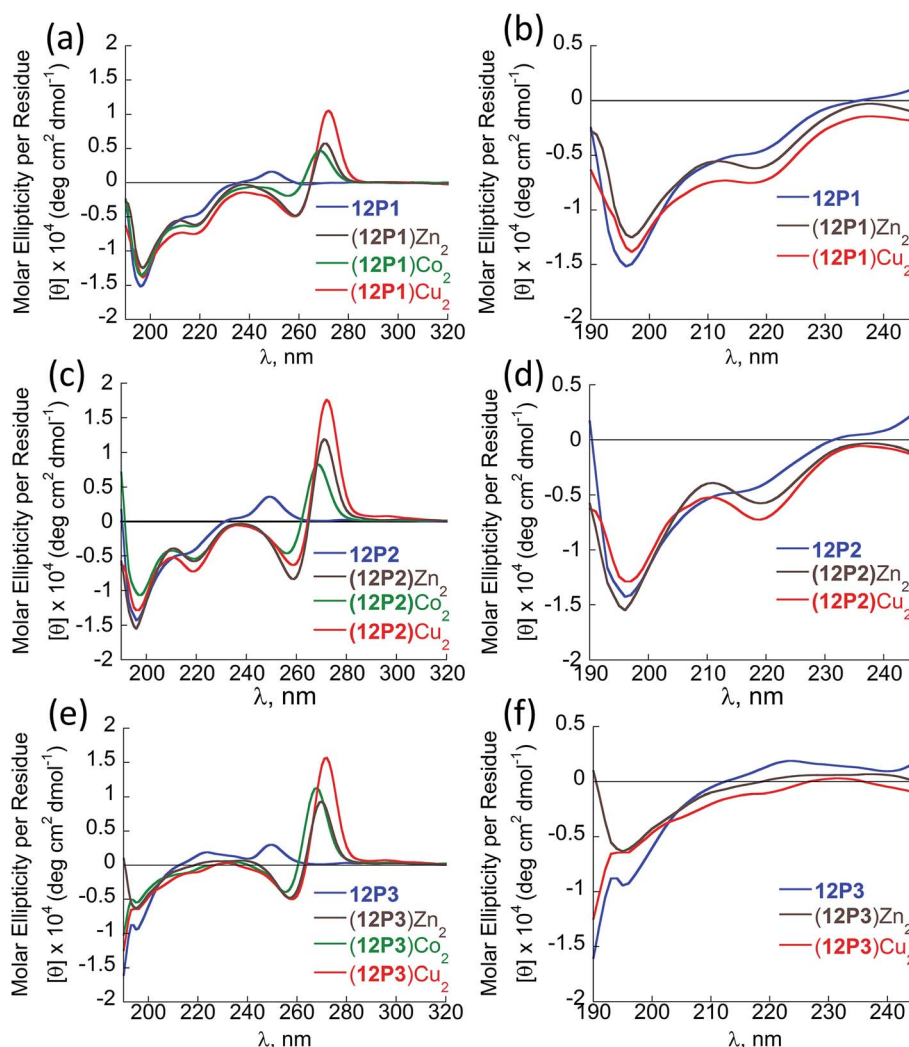 (a)
Molar Ellipticity per Residue
[θ] x 10⁴ (deg cm² dmol⁻¹)
2
1.5
1
0.5
0
-0.5
-1
-1.5
-2
12P1
(12P1)Zn₂
(12P1)Co₂
(12P1)Cu₂
200 220 240 260 280 300 320
λ, nm
(b)
Molar Ellipticity per Residue
[θ] x 10⁴ (deg cm² dmol⁻¹)
0.5
0
-0.5
-1
-1.5
-2
12P1
(12P1)Zn₂
(12P1)Cu₂
190 200 210 220 230 240
λ, nm
(c)
Molar Ellipticity per Residue
[θ] x 10⁴ (deg cm² dmol⁻¹)
2
1.5
1
0.5
0
-0.5
-1
-1.5
-2
12P2
(12P2)Zn₂
(12P2)Co₂
(12P2)Cu₂
200 220 240 260 280 300 320
λ, nm
(d)
Molar Ellipticity per Residue
[θ] x 10⁴ (deg cm² dmol⁻¹)
0.5
0
-0.5
-1
-1.5
-2
12P2
(12P2)Zn₂
(12P2)Cu₂
190 200 210 220 230 240
λ, nm
(e)
Molar Ellipticity per Residue
[θ] x 10⁴ (deg cm² dmol⁻¹)
2
1.5
1
0.5
0
-0.5
-1
-1.5
-2
12P3
(12P3)Zn₂
(12P3)Co₂
(12P3)Cu₂
200 220 240 260 280 300 320
λ, nm
(f)
Molar Ellipticity per Residue
[θ] x 10⁴ (deg cm² dmol⁻¹)
0.5
0
-0.5
-1
-1.5
-2
12P3
(12P3)Zn₂
(12P3)Cu₂
190 200 210 220 230 240
λ, nm